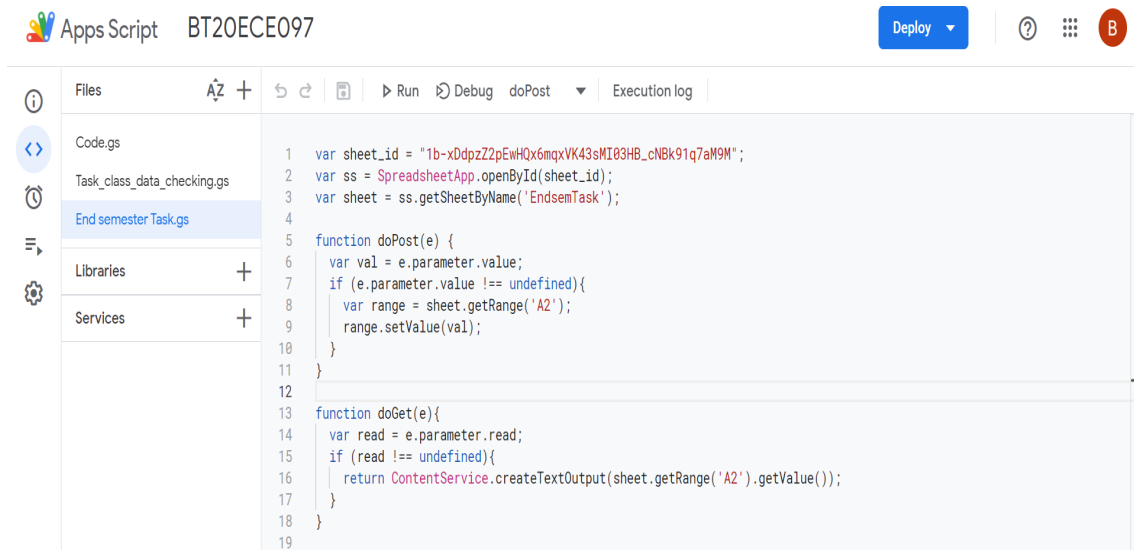 Apps Script BT20ECE097 Deploy B
Files AZ Run Debug doPost Execution log
Code.gs
Task_class_data_checking.gs
End semester Task.gs
Libraries
Services
1 var sheet_id = "1b-xDdpzZ2pEwHQx6mqxVK43sMI03HB_cNBk91q7aM9M";
2 var ss = SpreadsheetApp.openById(sheet_id);
3 var sheet = ss.getSheetByName('EndsemTask');
4
5 function doPost(e) {
6 var val = e.parameter.value;
7 if (e.parameter.value !== undefined){
8 var range = sheet.getRange('A2');
9 range.setValue(val);
10 }
11 }
12
13 function doGet(e){
14 var read = e.parameter.read;
15 if (read !== undefined){
16 return ContentService.createTextOutput(sheet.getRange('A2').getValue());
17 }
18 }
19